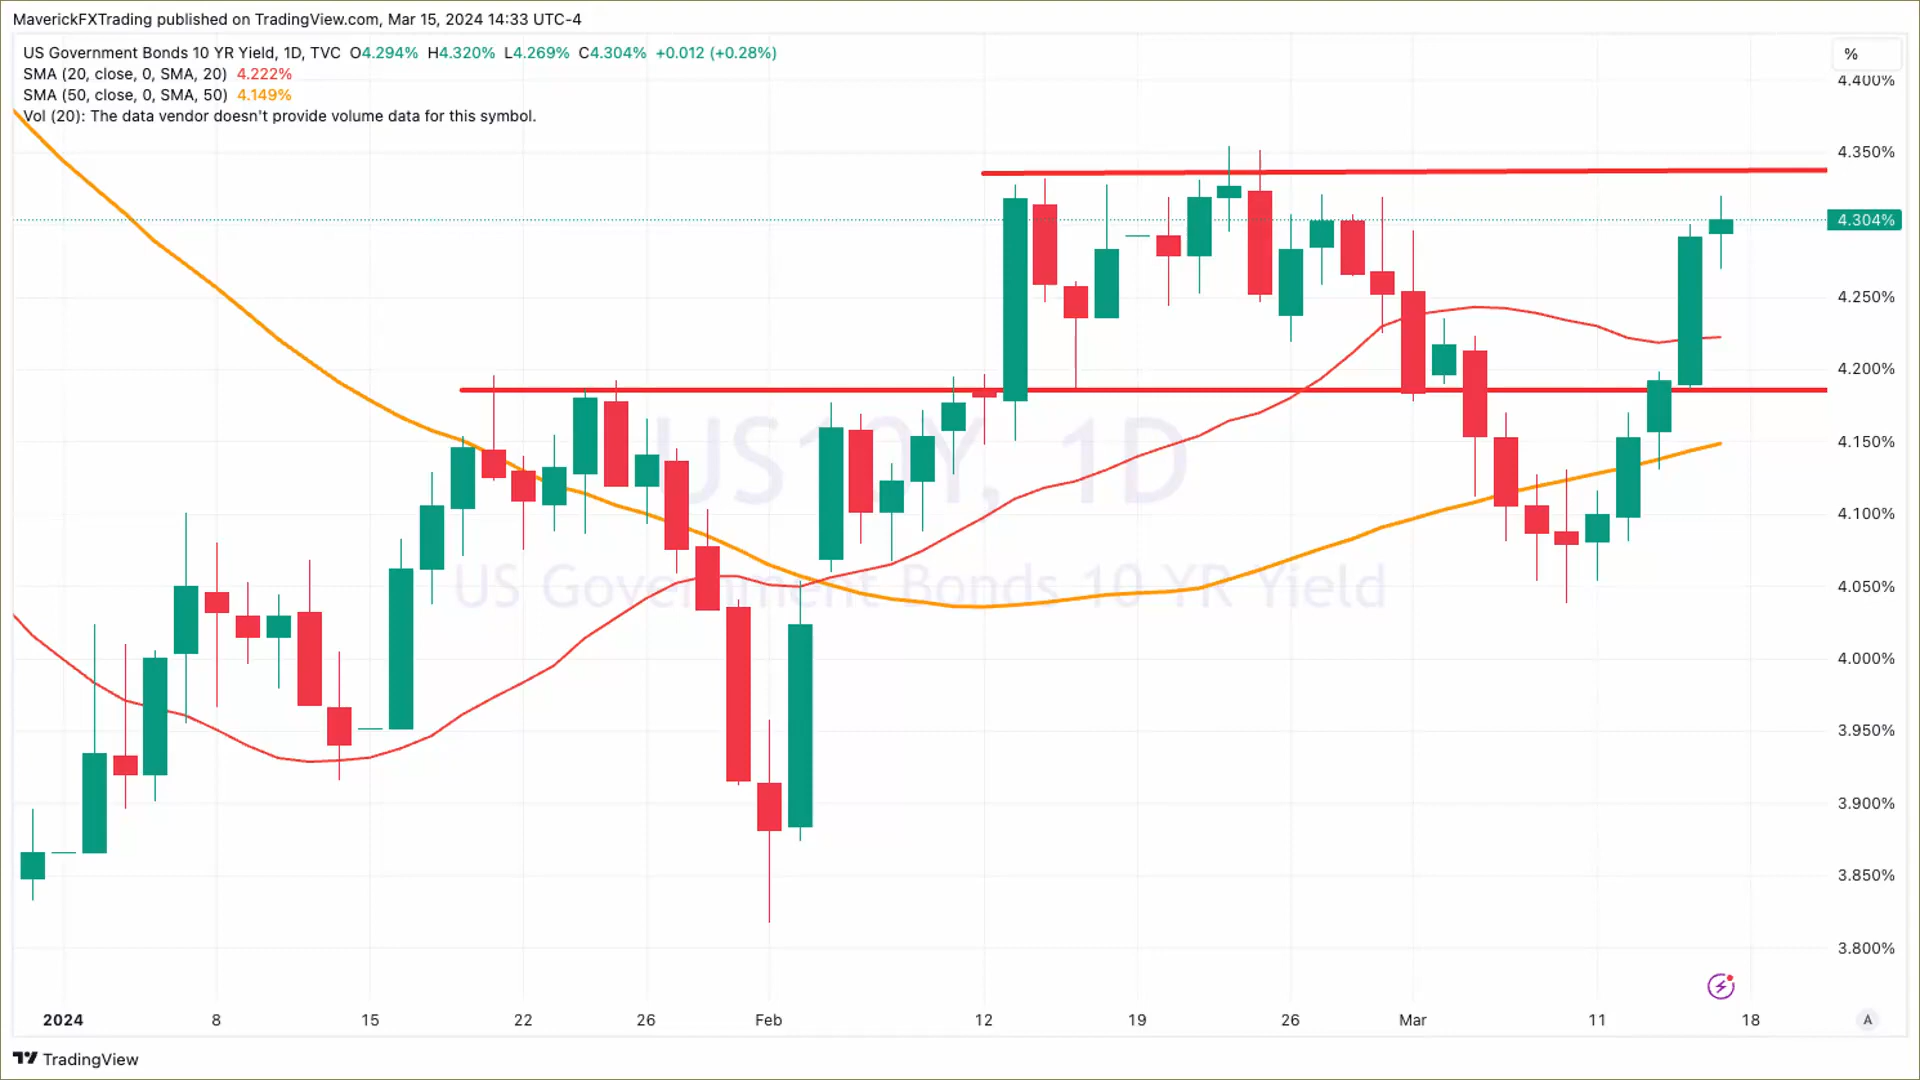 MaverickFXTrading published on TradingView.com, Mar 15, 2024 14:33 UTC-4
US Government Bonds 10 YR Yield, 1D, TVC O4.294% H4.320% L4.269% C4.304% +0.012 (+0.28%)
%
SMA (20, close, 0, SMA, 20) 4.222%
4.400%
SMA (50, close, 0, SMA, 50) 4.149%
Vol (20): The data vendor doesn't provide volume data for this symbol.
4.350%
4.304%
4.250%
4.200%
4.150%
US10Y, 1D
4.100%
4.050%
US Government Bonds 10 YR Yield
4.000%
3.950%
3.900%
3.850%
3.800%
2024 8 15 22 26 Feb 12 19 26 Mar 11 18 A
TradingView